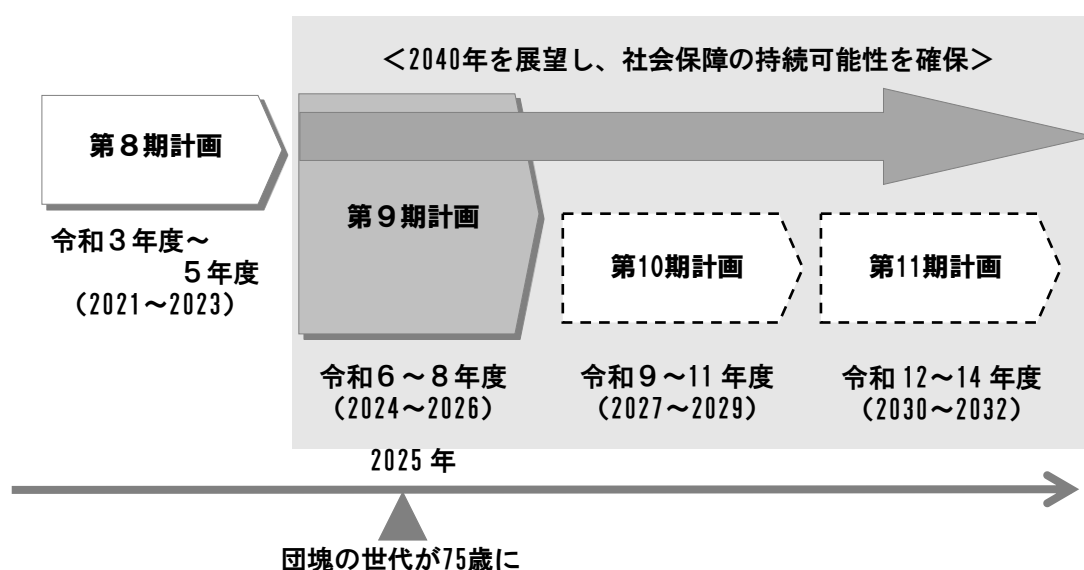 ＜2040年を展望し、社会保障の持続可能性を確保＞
第８期計画
令和３年度～
５年度
（2021～2023）
第９期計画
令和６～８年度
（2024～2026）
第10期計画
令和９～11 年度
（2027～2029）
第11期計画
令和 12～14 年度
（2030～2032）
2025 年
団塊の世代が75歳に